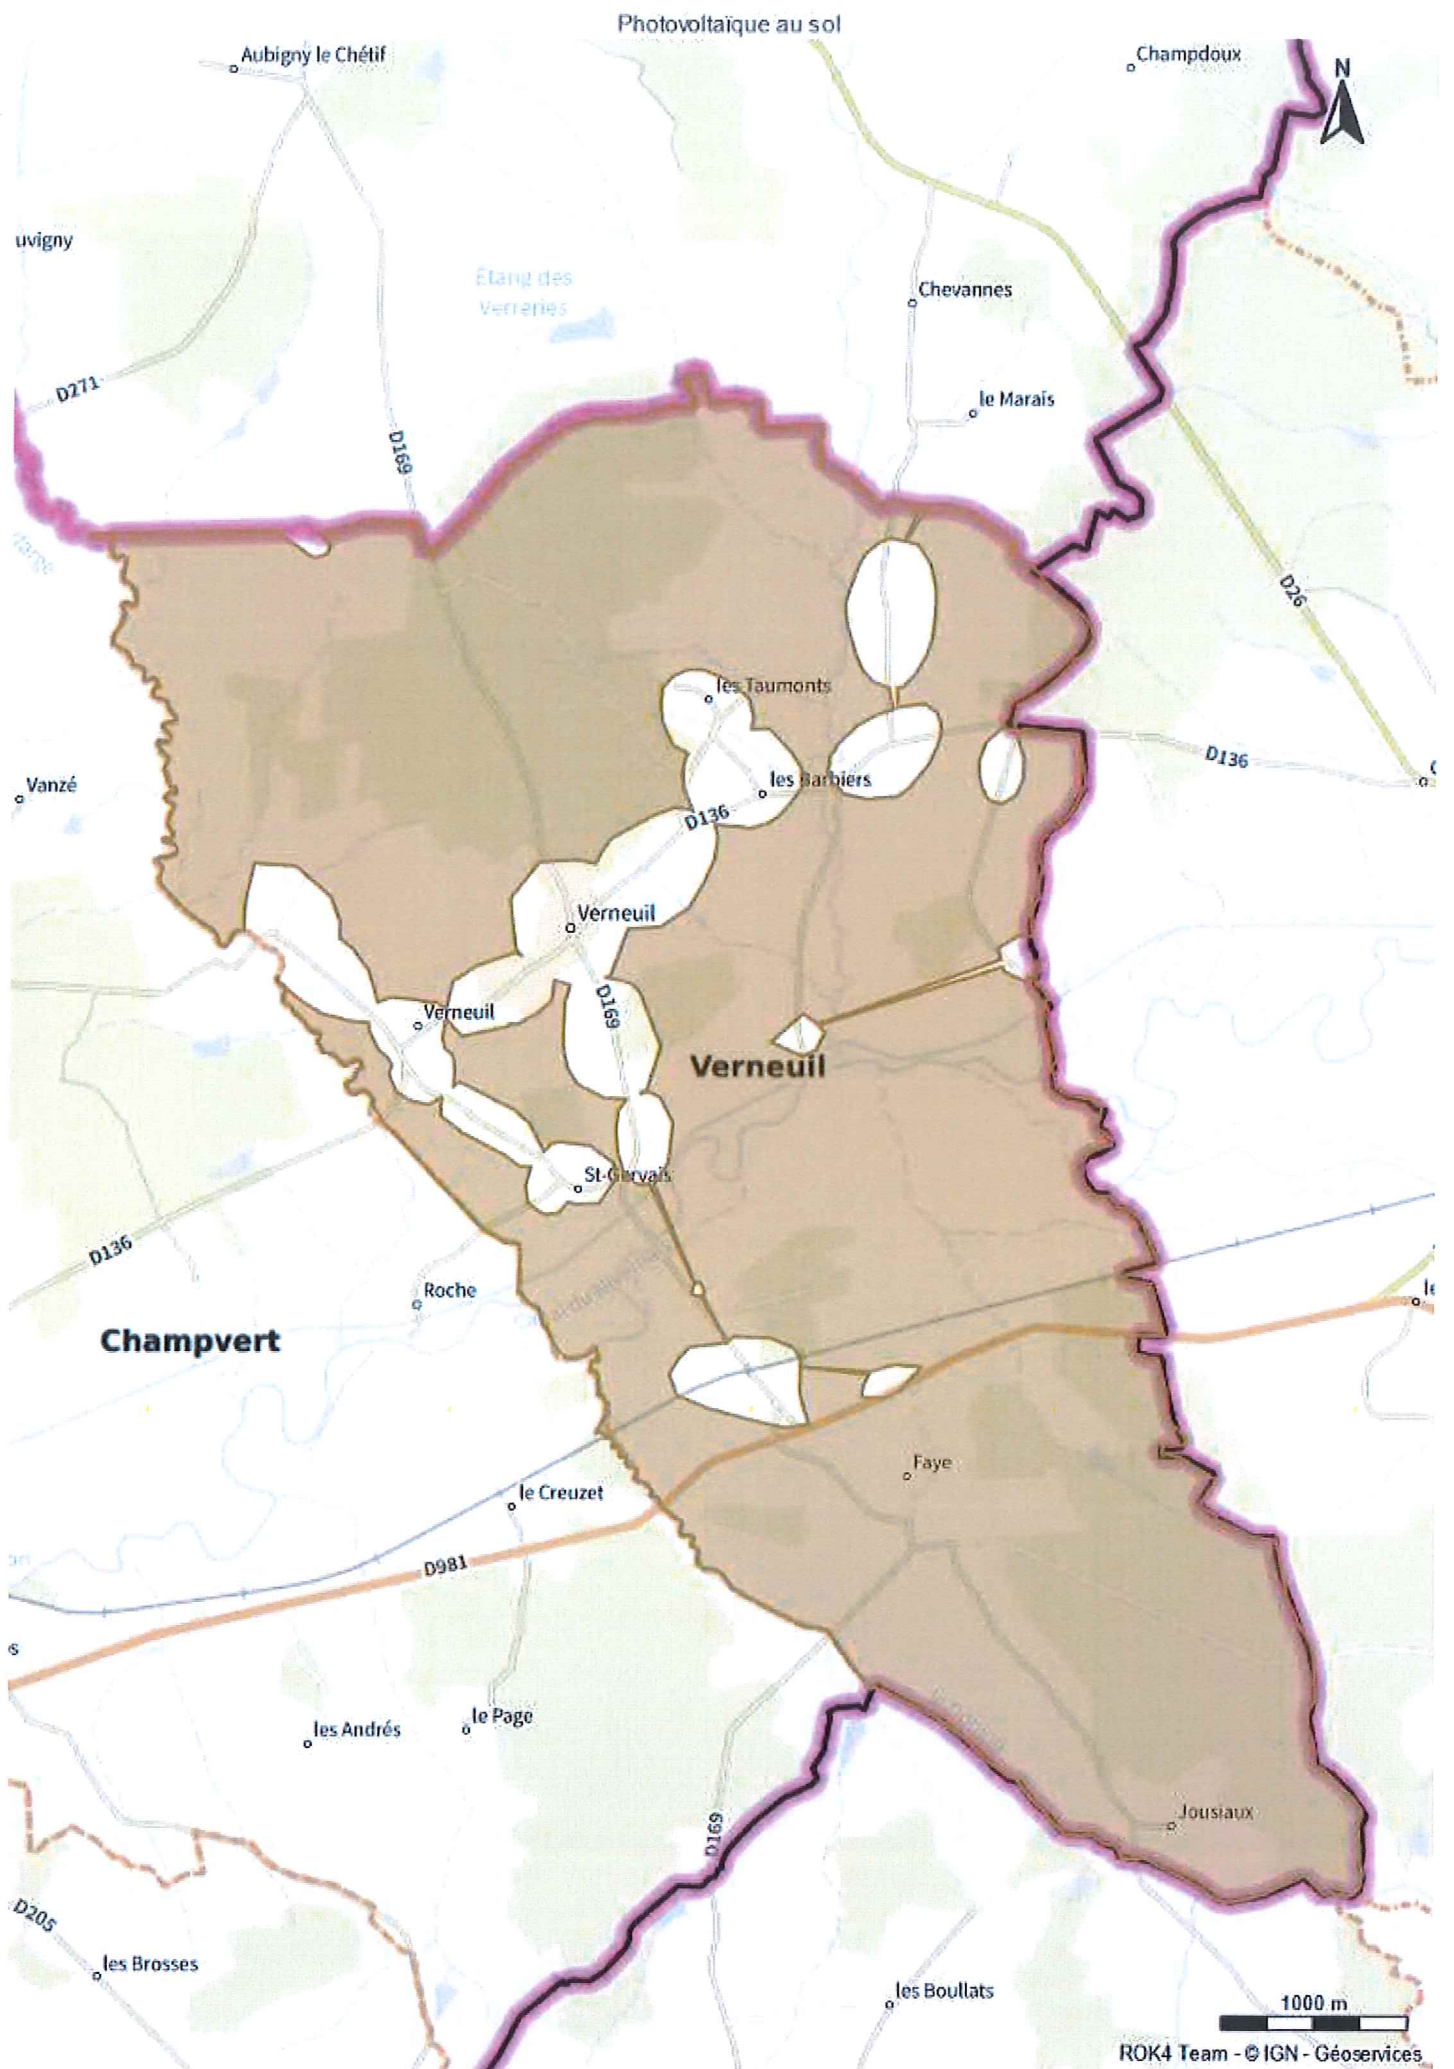 Photovoltaïque au sol
Aubigny le Chétif
Champdoux
N
uvigny
Etang des
Verreries
Chevannes
D271
le Marais
D169
D26
les Taumonts
D136
Vanzé
les Barbiers
D136
Verneuil
Verneuil
D169
Verneuil
St-Gervais
D136
Roche
Champvert
Faye
le Creuzet
D981
le Page
les Andrés
Jousiaux
D169
D205
les Brosses
les Boullats
1000 m
ROK4 Team - © IGN - Géoservices